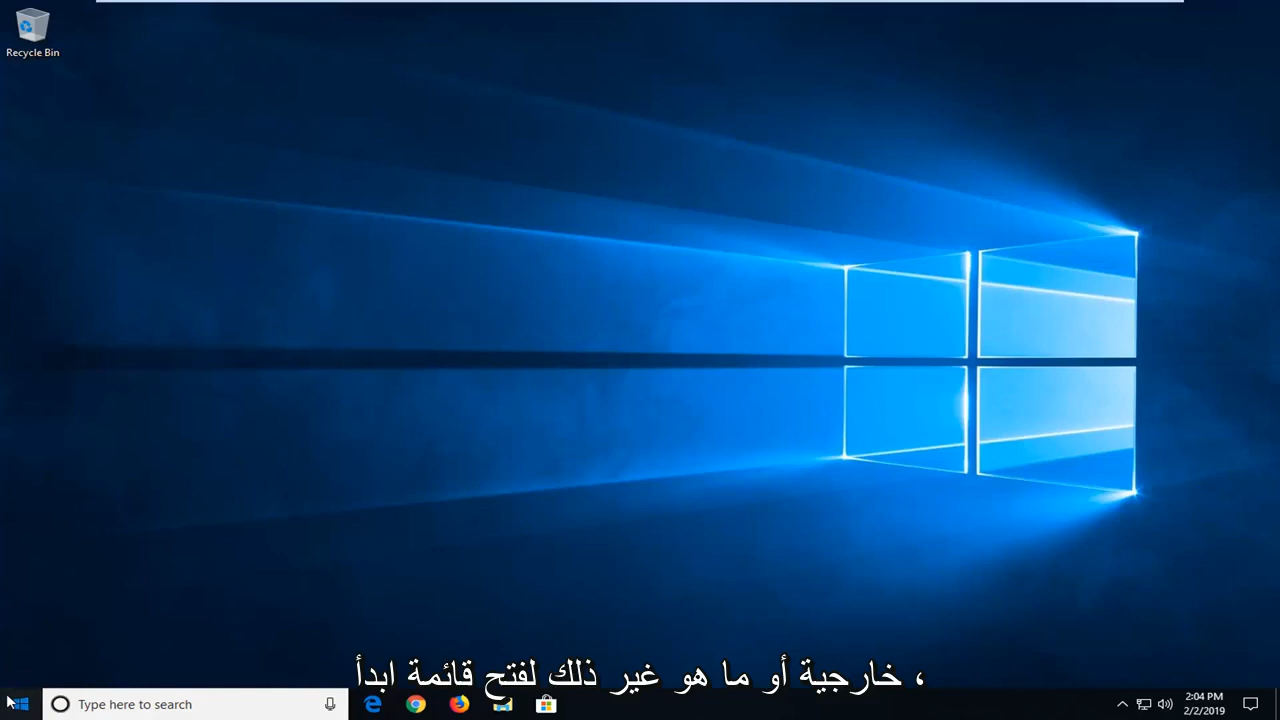 Recycle Bin
، خارجية أو ما هو غير ذلك لفتح قائمة ابدأ
Type here to search
2:04 PM
2/2/2019